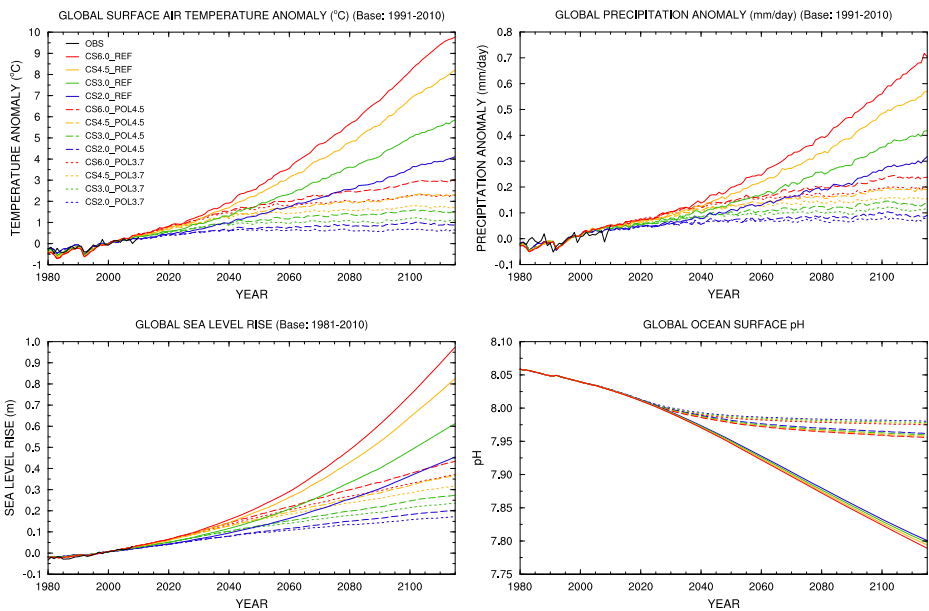 GLOBAL SURFACE AIR TEMPERATURE ANOMALY (°C) (Base: 1991-2010)
TEMPERATURE ANOMALY (°C)
10
9
8
7
6
5
4
3
2
1
0
-1
OBS
CS6.0_REF
CS4.5_REF
CS3.0_REF
CS2.0_REF
CS6.0_POL4.5
CS4.5_POL4.5
CS3.0_POL4.5
CS2.0_POL4.5
CS6.0_POL3.7
CS4.5_POL3.7
CS3.0_POL3.7
CS2.0_POL3.7
1980 2000 2020 2040 2060 2080 2100
YEAR
GLOBAL PRECIPITATION ANOMALY (mm/day) (Base: 1991-2010)
PRECIPITATION ANOMALY (mm/day)
0.8
0.7
0.6
0.5
0.4
0.3
0.2
0.1
0.0
-0.1
1980 2000 2020 2040 2060 2080 2100
YEAR
GLOBAL SEA LEVEL RISE (Base: 1981-2010)
SEA LEVEL RISE (m)
1.0
0.9
0.8
0.7
0.6
0.5
0.4
0.3
0.2
0.1
0.0
-0.1
1980 2000 2020 2040 2060 2080 2100
YEAR
GLOBAL OCEAN SURFACE pH
pH
8.10
8.05
8.00
7.95
7.90
7.85
7.80
7.75
1980 2000 2020 2040 2060 2080 2100
YEAR